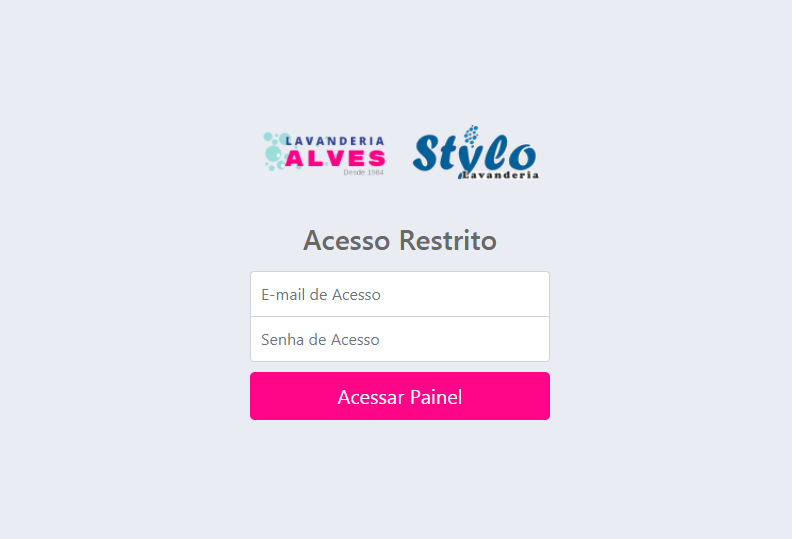 LAVANDERIA
ALVES
Desde 1984
Stylo
Lavanderia
Acesso Restrito
E-mail de Acesso
Senha de Acesso
Acessar Painel